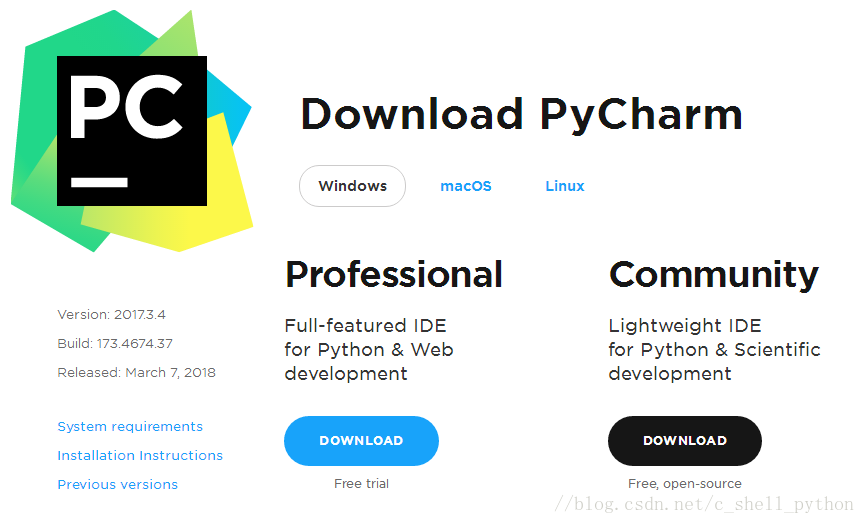 PC
Download PyCharm
Windows
macOS
Linux
Professional
Community
Version: 2017.3.4
Build: 173.4674.37
Released: March 7, 2018
Full-featured IDE
for Python & Web
development
Lightweight IDE
for Python & Scientific
development
System requirements
Installation Instructions
Previous versions
DOWNLOAD
Free trial
DOWNLOAD
Free, open-source
//blog.csdn.net/c_shell_python